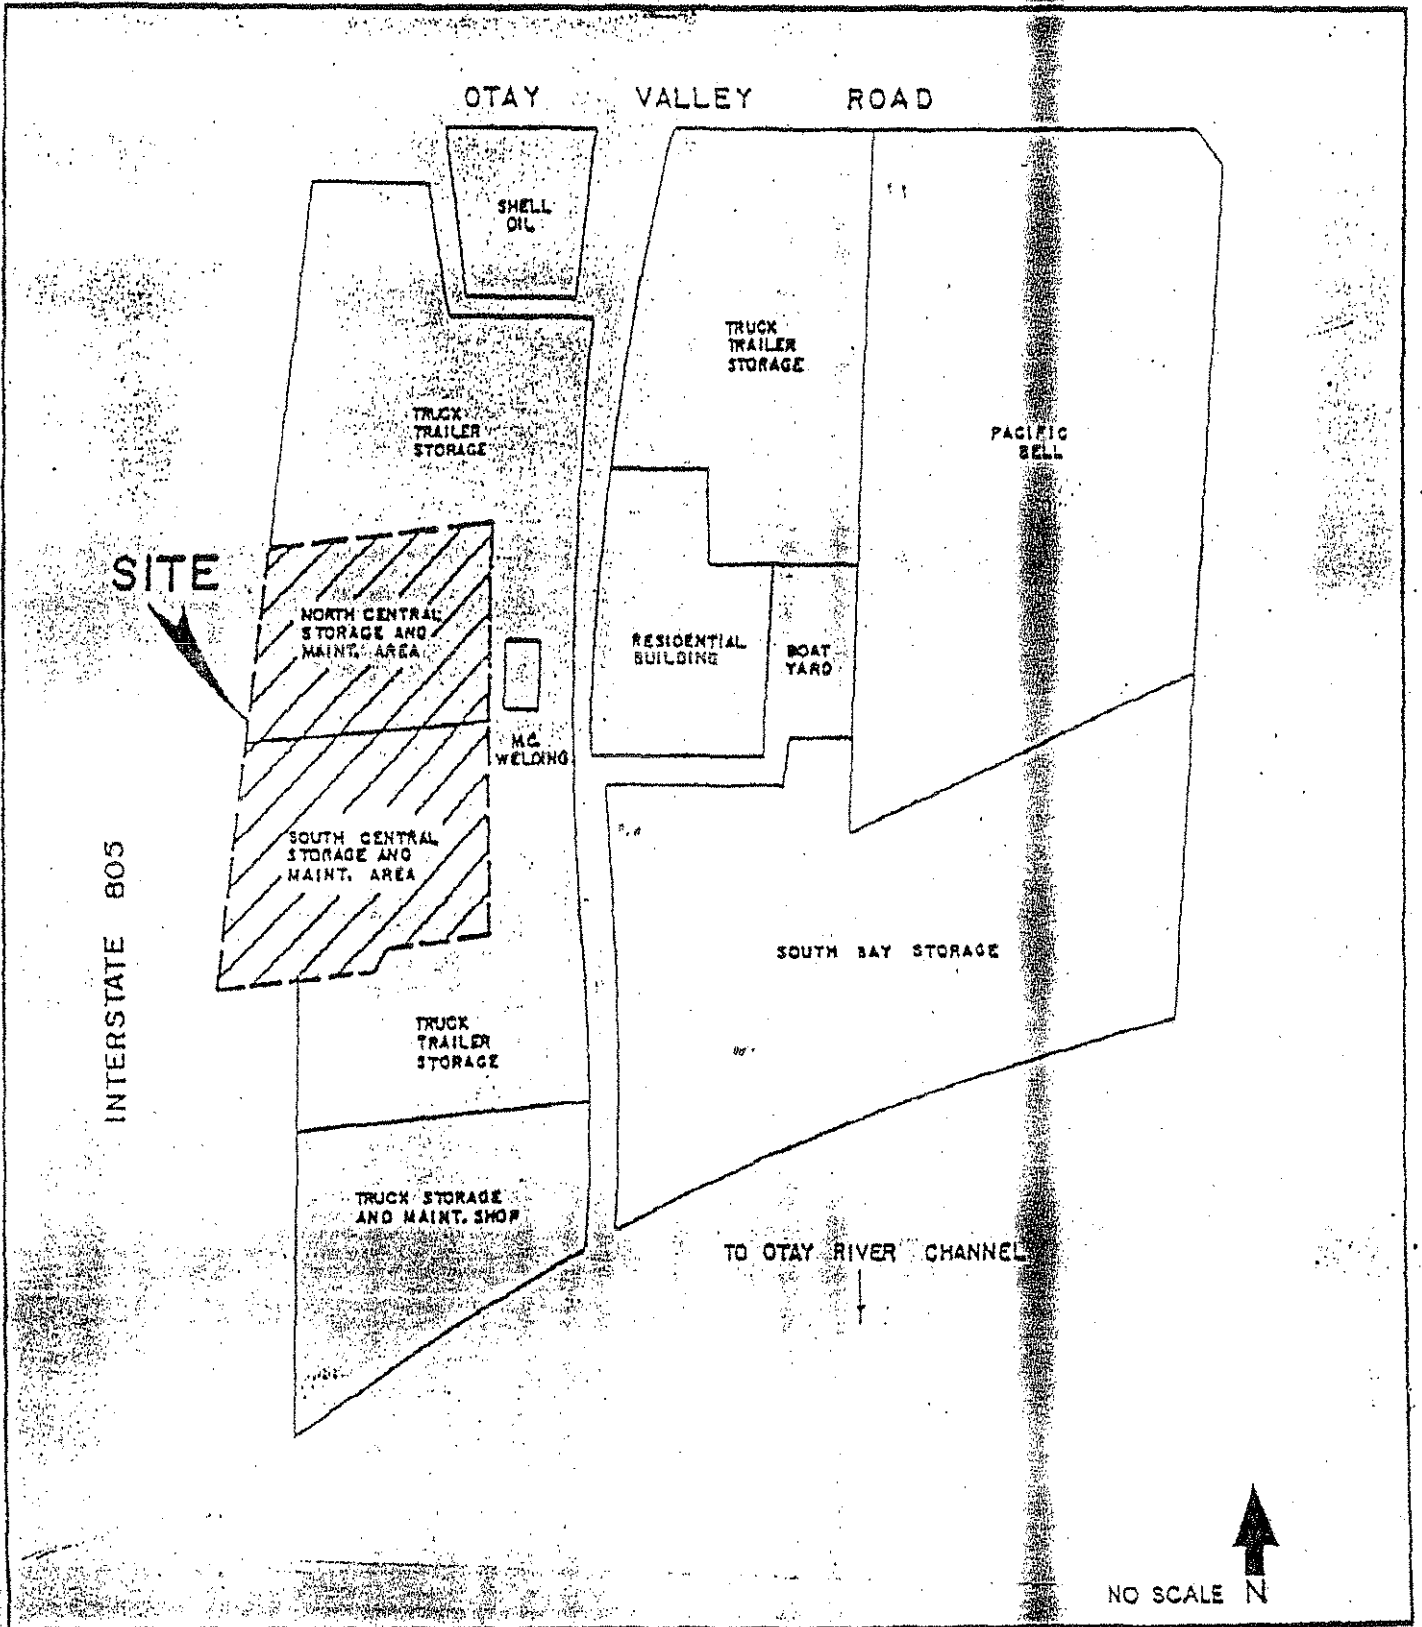 OTAY VALLEY ROAD
SHELL
OIL
TRUCK
TRAILER
STORAGE
PACIFIC
BELL
TRUCK
TRAILER
STORAGE
SITE
NORTH CENTRAL
STORAGE AND
MAINT. AREA
RESIDENTIAL
BUILDING
BOAT
YARD
M.C.
WELDING
SOUTH CENTRAL
STORAGE AND
MAINT. AREA
INTERSTATE 805
SOUTH BAY STORAGE
TRUCK
TRAILER
STORAGE
TRUCK STORAGE
AND MAINT. SHOP
TO OTAY RIVER CHANNEL
NO SCALE N